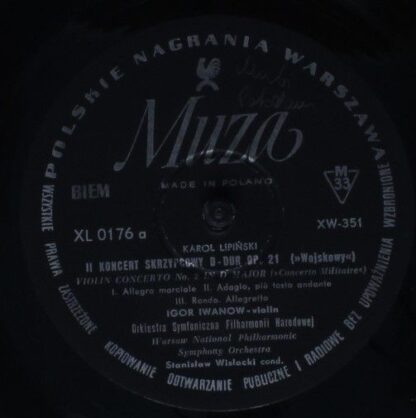 POLSKIE NAGRANIA WARSZAWA
Muza
MADE IN POLAND
BIEM
M
33
XL 0176 a
XW-351
KAROL LIPIŃSKI
II KONCERT SKRZYPCOWY D-DUR OP. 21 (»Wojskowy«)
VIOLIN CONCERTO No. 2 IN D MAJOR (»Concerto Militaire«)
I. Allegro marciale II. Adagio, più tosto andante
III. Rondo. Allegretto
IGOR IWANOW-violin
Orkiestra Symfoniczna Filharmonii Narodowej
Warsaw National Philharmonic
Symphony Orchestra
Stanisław Wisłocki cond.
WSZYSTKIE PRAWA ZASTRZEŻONE KOPIOWANIE ODTWARZANIE PUBLICZNE I RADIOWE BEZ UPOWAŻNIENIA WZBRONIONE